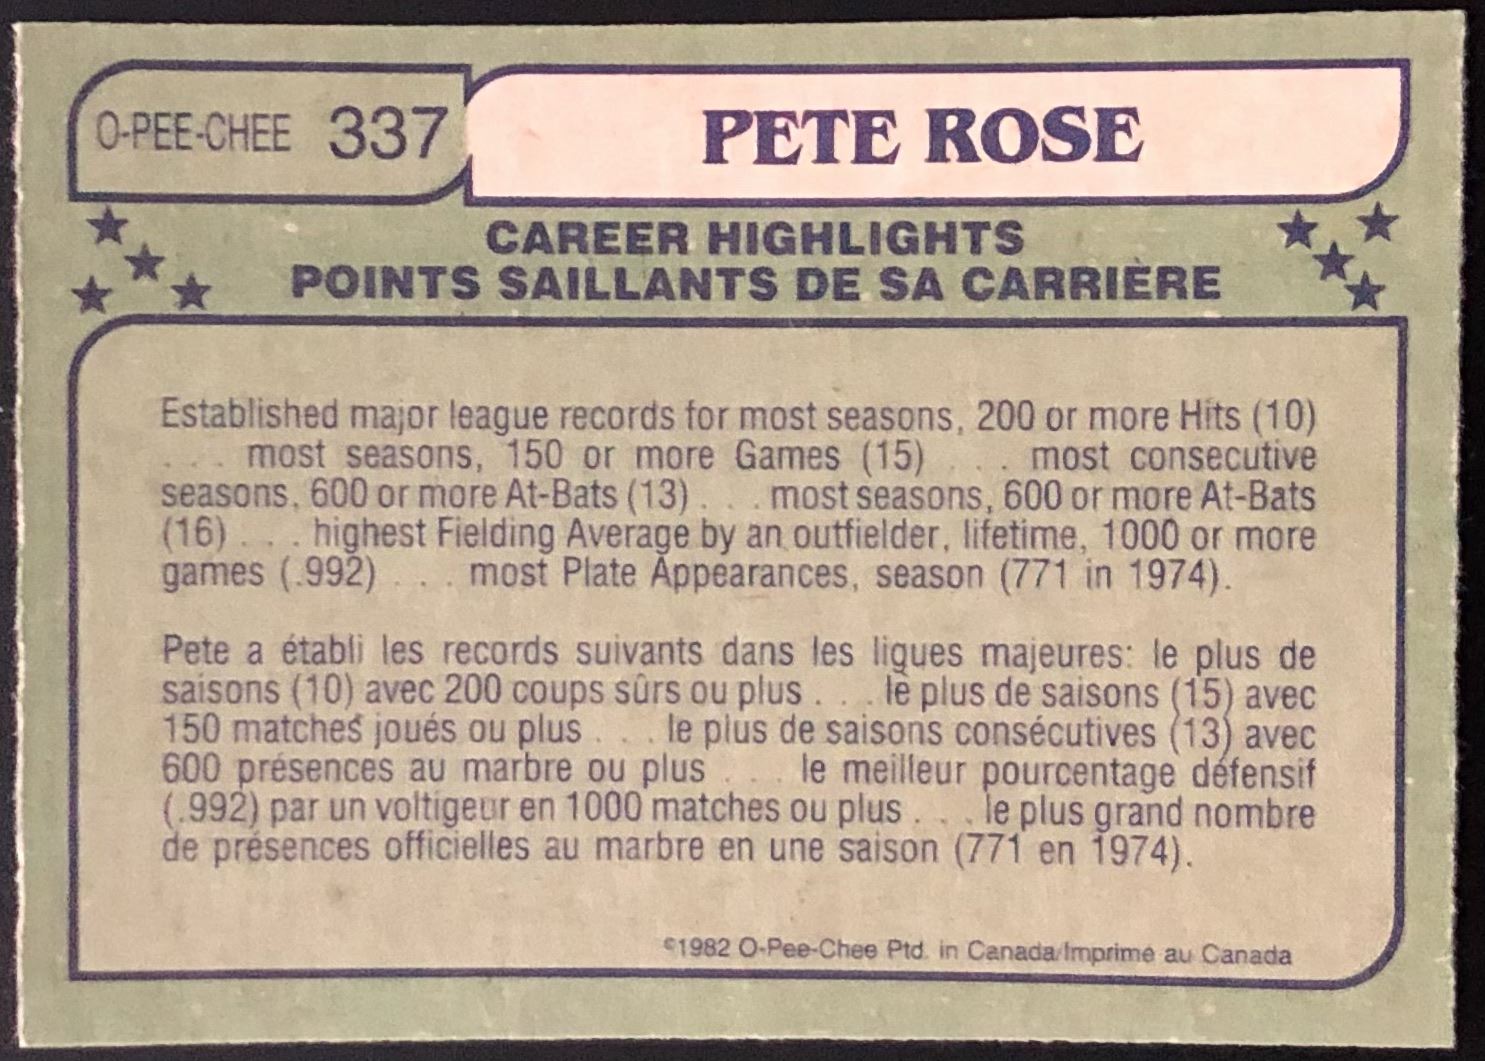 O-PEE-CHEE 337
PETE ROSE
CAREER HIGHLIGHTS
POINTS SAILLANTS DE SA CARRIÈRE
Established major league records for most seasons, 200 or more Hits (10)
. . . most seasons, 150 or more Games (15) . . . most consecutive
seasons, 600 or more At-Bats (13) . . . most seasons, 600 or more At-Bats
(16) . . . highest Fielding Average by an outfielder, lifetime, 1000 or more
games (.992) . . . most Plate Appearances, season (771 in 1974).
Pete a établi les records suivants dans les ligues majeures: le plus de
saisons (10) avec 200 coups sûrs ou plus . . . le plus de saisons (15) avec
150 matches joués ou plus . . . le plus de saisons consécutives (13) avec
600 présences au marbre ou plus . . . le meilleur pourcentage défensif
(.992) par un voltigeur en 1000 matches ou plus . . . le plus grand nombre
de présences officielles au marbre en une saison (771 en 1974).
©1982 O-Pee-Chee Ptd. in Canada/Imprimé au Canada